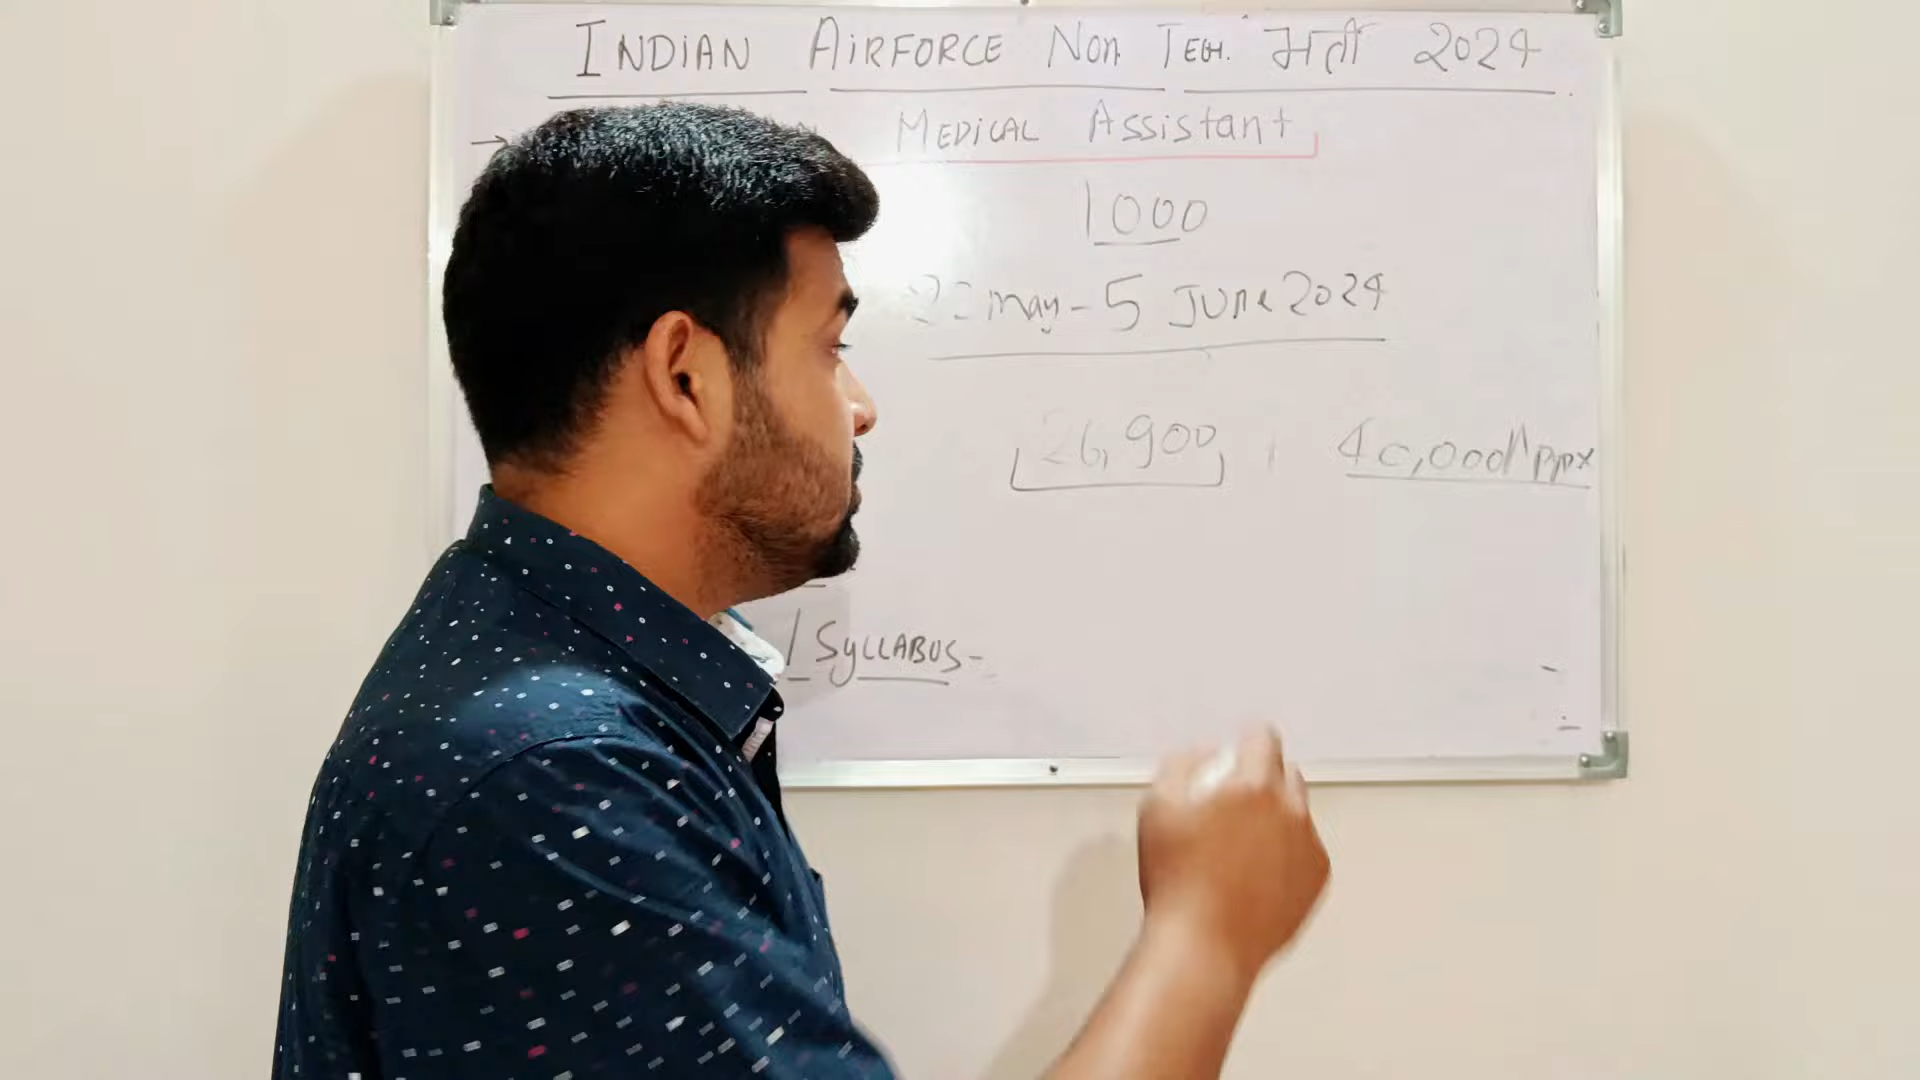 INDIAN AIRFORCE NON TECH. भर्ती 2024
→ MEDICAL ASSISTANT
1000
22 May - 5 June 2024
26,900 40,000 Appx
/ SYLLABUS-